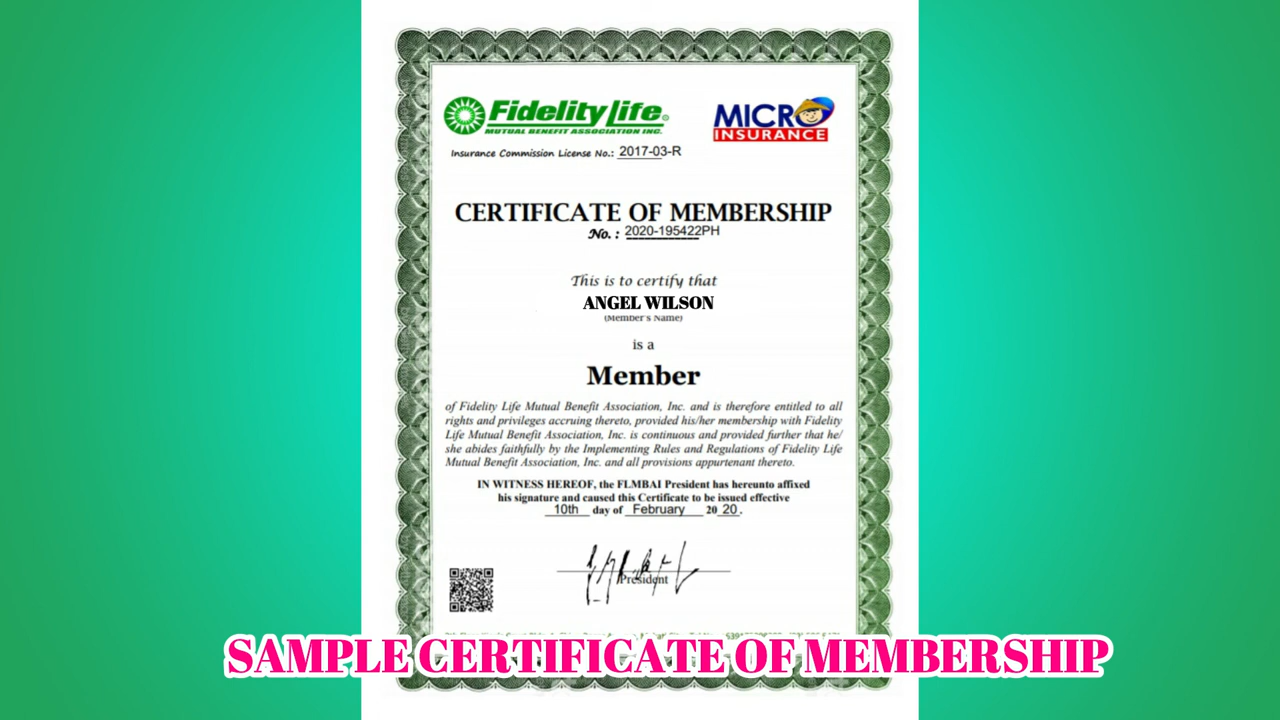 Fidelity Life
MUTUAL BENEFIT ASSOCIATION INC.
MICRO
INSURANCE
Insurance Commission License No.: 2017-03-R
CERTIFICATE OF MEMBERSHIP
No. : 2020-195422PH
This is to certify that
ANGEL WILSON
(Member's Name)
is a
Member
of Fidelity Life Mutual Benefit Association, Inc. and is therefore entitled to all
rights and privileges accruing thereto, provided his/her membership with Fidelity
Life Mutual Benefit Association, Inc. is continuous and provided further that he/
she abides faithfully by the Implementing Rules and Regulations of Fidelity Life
Mutual Benefit Association, Inc. and all provisions appurtenant thereto.
IN WITNESS HEREOF, the FLMBAI President has hereunto affixed
his signature and caused this Certificate to be issued effective
10th day of February 20 20.
President
SAMPLE CERTIFICATE OF MEMBERSHIP